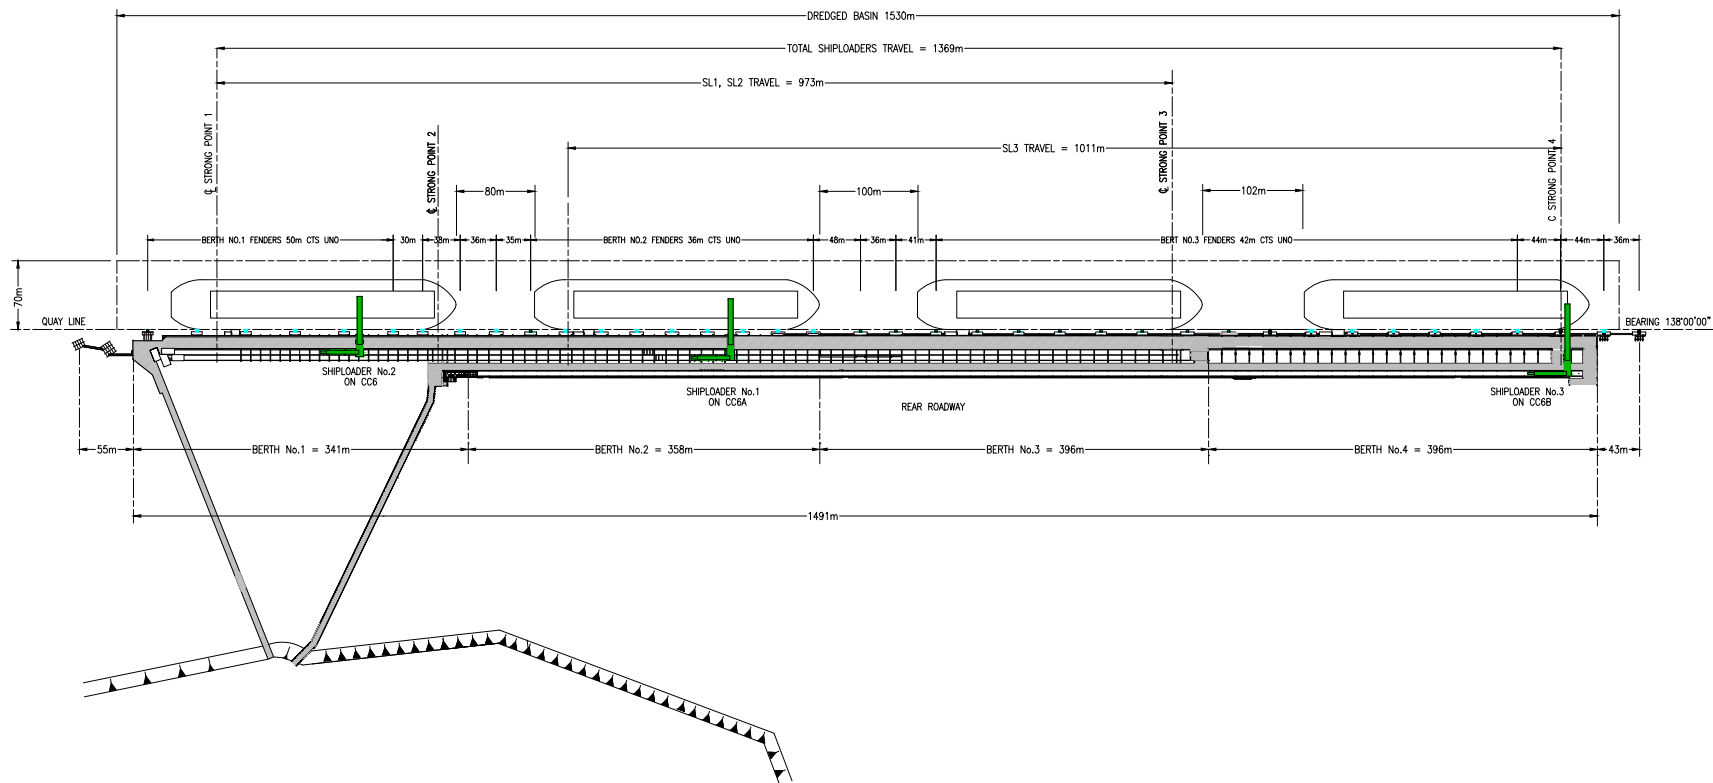 DREDGED BASIN 1530m
TOTAL SHIPLOADERS TRAVEL = 1369m
SL1, SL2 TRAVEL = 973m
℄ STRONG POINT 1
℄ STRONG POINT 2
℄ STRONG POINT 3
C STRONG POINT 4
SL3 TRAVEL = 1011m
80m
100m
102m
BERTH NO.1 FENDERS 50m CTS UNO
30m
38m
36m
35m
BERTH NO.2 FENDERS 36m CTS UNO
48m
36m
41m
BERT NO.3 FENDERS 42m CTS UNO
44m
44m
36m
70m
QUAY LINE
BEARING 138°00'00"
SHIPLOADER No.2
ON CC6
SHIPLOADER No.1
ON CC6A
REAR ROADWAY
SHIPLOADER No.3
ON CC6B
55m
BERTH No.1 = 341m
BERTH No.2 = 358m
BERTH No.3 = 396m
BERTH No.4 = 396m
43m
1491m